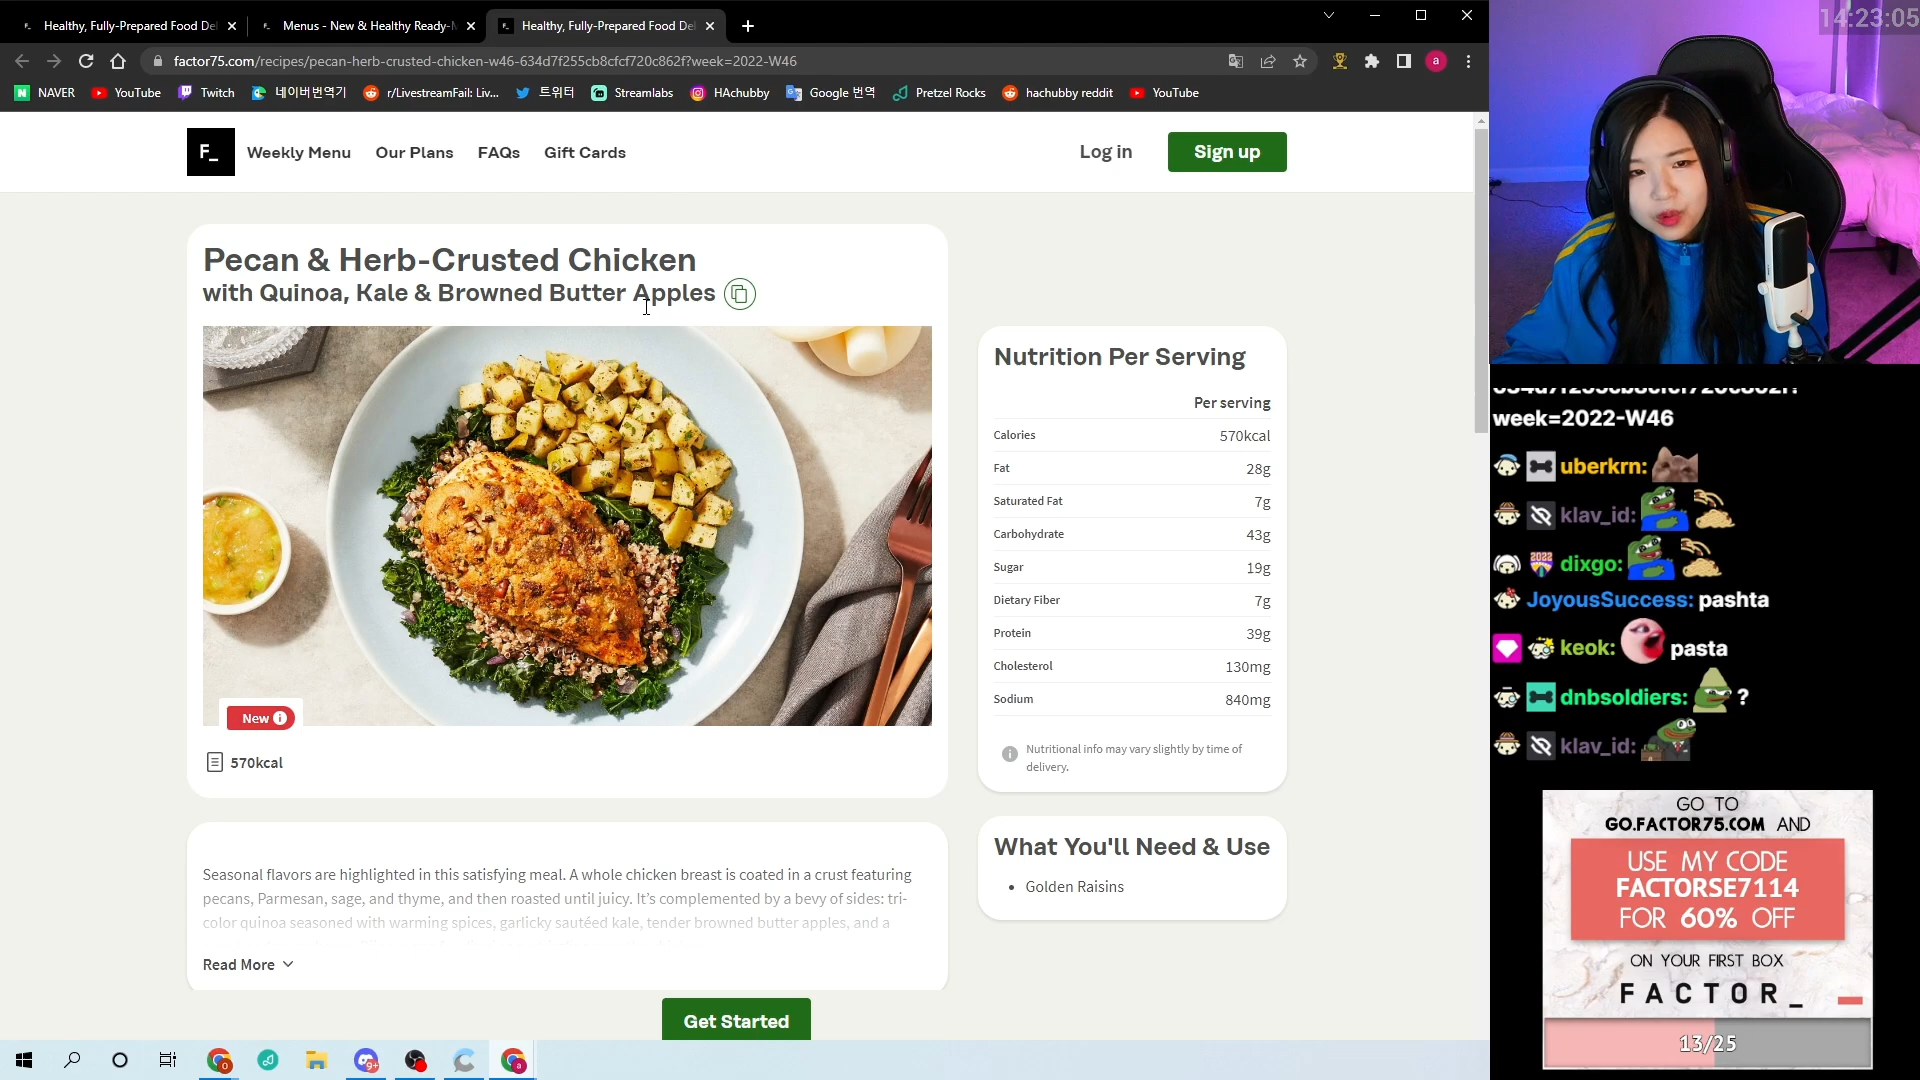 Healthy, Fully-Prepared Food De
Menus - New & Healthy Ready-
Healthy, Fully-Prepared Food De
14:23:05
factor75.com/recipes/pecan-herb-crusted-chicken-w46-634d7f255cb8cfcf720c862f?week=2022-W46
NAVER
YouTube
Twitch
네이버번역기
r/LivestreamFail: Liv...
트위터
Streamlabs
HAchubby
Google 번역
Pretzel Rocks
hachubby reddit
YouTube
F_
Weekly Menu
Our Plans
FAQs
Gift Cards
Log in
Sign up
Pecan & Herb-Crusted Chicken
with Quinoa, Kale & Browned Butter Apples
New
570kcal
Nutrition Per Serving
Per serving
Calories 570kcal
Fat 28g
Saturated Fat 7g
Carbohydrate 43g
Sugar 19g
Dietary Fiber 7g
Protein 39g
Cholesterol 130mg
Sodium 840mg
Nutritional info may vary slightly by time of
delivery.
What You'll Need & Use
Golden Raisins
Seasonal flavors are highlighted in this satisfying meal. A whole chicken breast is coated in a crust featuring
pecans, Parmesan, sage, and thyme, and then roasted until juicy. It's complemented by a bevy of sides: tri-
color quinoa seasoned with warming spices, garlicky sautéed kale, tender browned butter apples, and a
Read More
Get Started
week=2022-W46
uberkrn:
klav_id:
dixgo:
JoyousSuccess: pashta
keok: pasta
dnbsoldiers: ?
klav_id:
GO TO
GO.FACTOR75.COM AND
USE MY CODE
FACTORSE7114
FOR 60% OFF
ON YOUR FIRST BOX
FACTOR_
13/25
9+